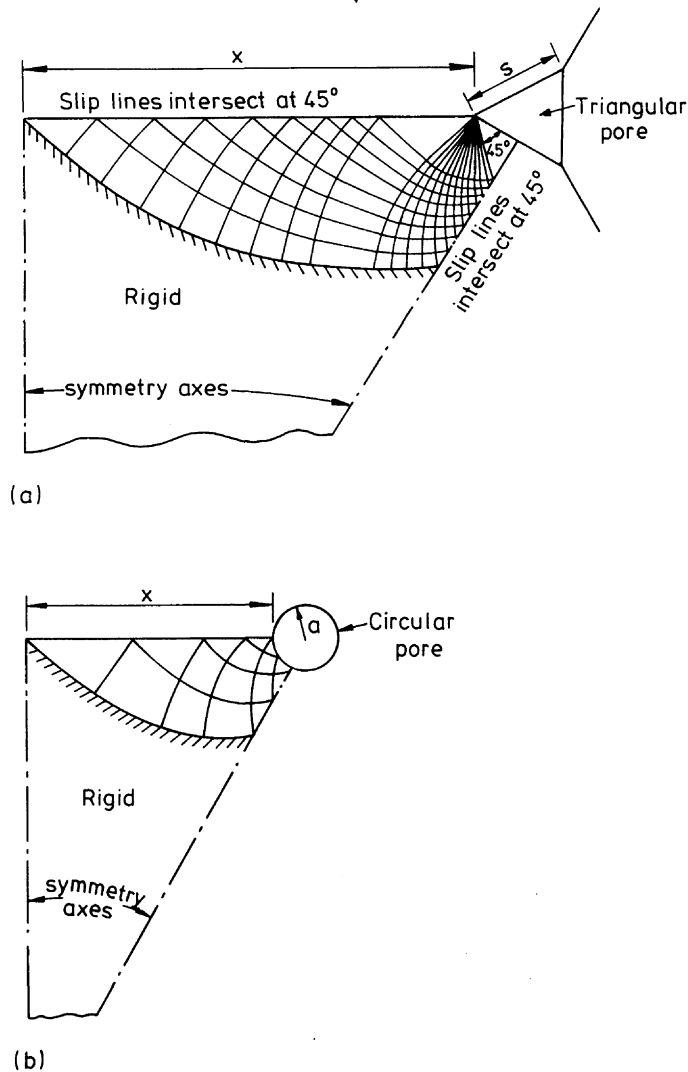 x
s
Slip lines intersect at 45°
Triangular
pore
45°
Slip lines
intersect at 45°
Rigid
symmetry axes
(a)
x
a
Circular
pore
Rigid
symmetry
axes
(b)